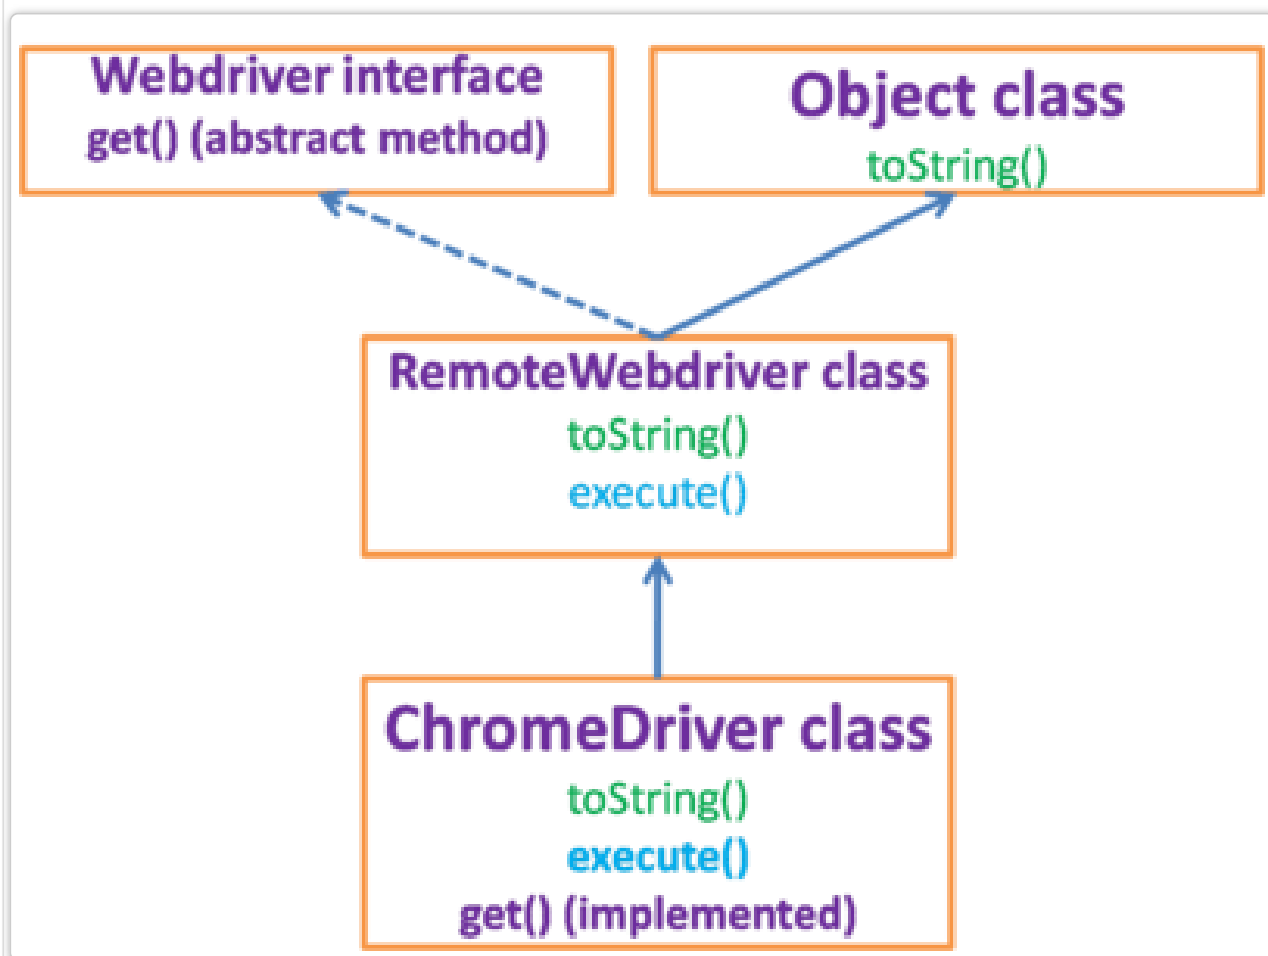 Webdriver interface
get() (abstract method)
Object class
toString()
RemoteWebdriver class
toString()
execute()
ChromeDriver class
toString()
execute()
get() (implemented)